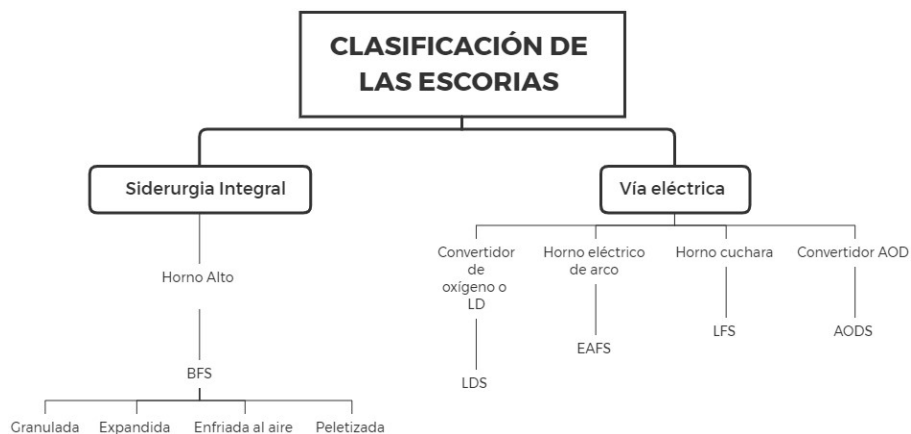 CLASIFICACIÓN DE
LAS ESCORIAS
Siderurgia Integral
Vía eléctrica
Horno Alto
Convertidor
de
oxígeno o
LD
Horno eléctrico
de arco
Horno cuchara
Convertidor AOD
BFS
LDS
EAFS
LFS
AODS
Granulada
Expandida
Enfriada al aire
Peletizada